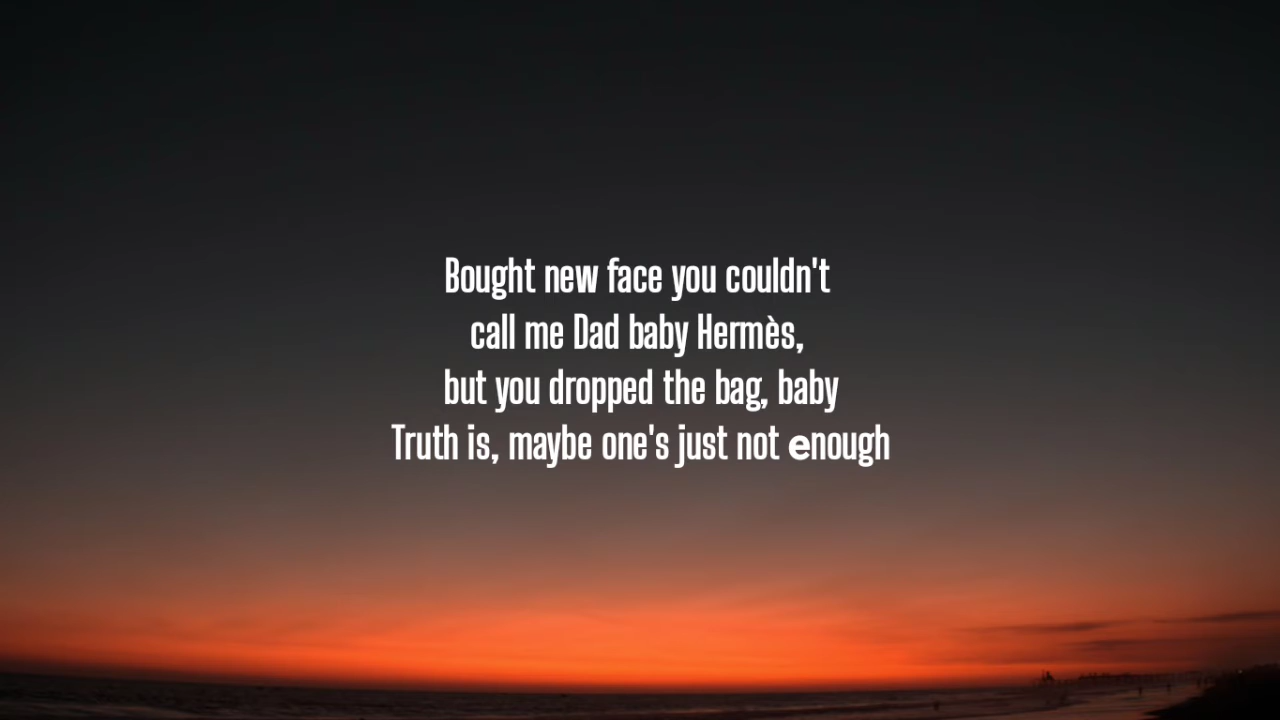 Bought new face you couldn't
call me Dad baby Hermès,
but you dropped the bag, baby
Truth is, maybe one's just not enough